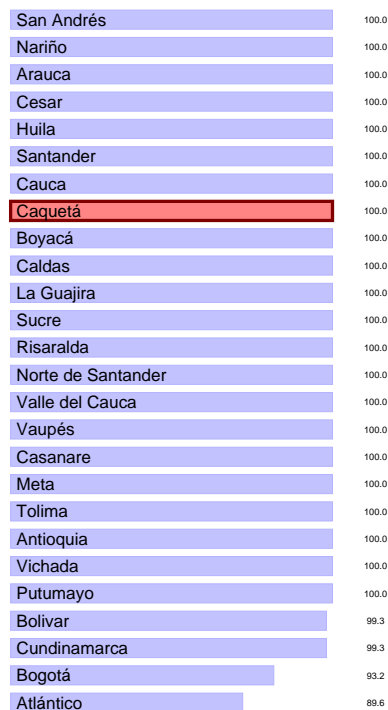 San Andrés 100.0
Nariño 100.0
Arauca 100.0
Cesar 100.0
Huila 100.0
Santander 100.0
Cauca 100.0
Caquetá 100.0
Boyacá 100.0
Caldas 100.0
La Guajira 100.0
Sucre 100.0
Risaralda 100.0
Norte de Santander 100.0
Valle del Cauca 100.0
Vaupés 100.0
Casanare 100.0
Meta 100.0
Tolima 100.0
Antioquia 100.0
Vichada 100.0
Putumayo 100.0
Bolivar 99.3
Cundinamarca 99.3
Bogotá 93.2
Atlántico 89.6